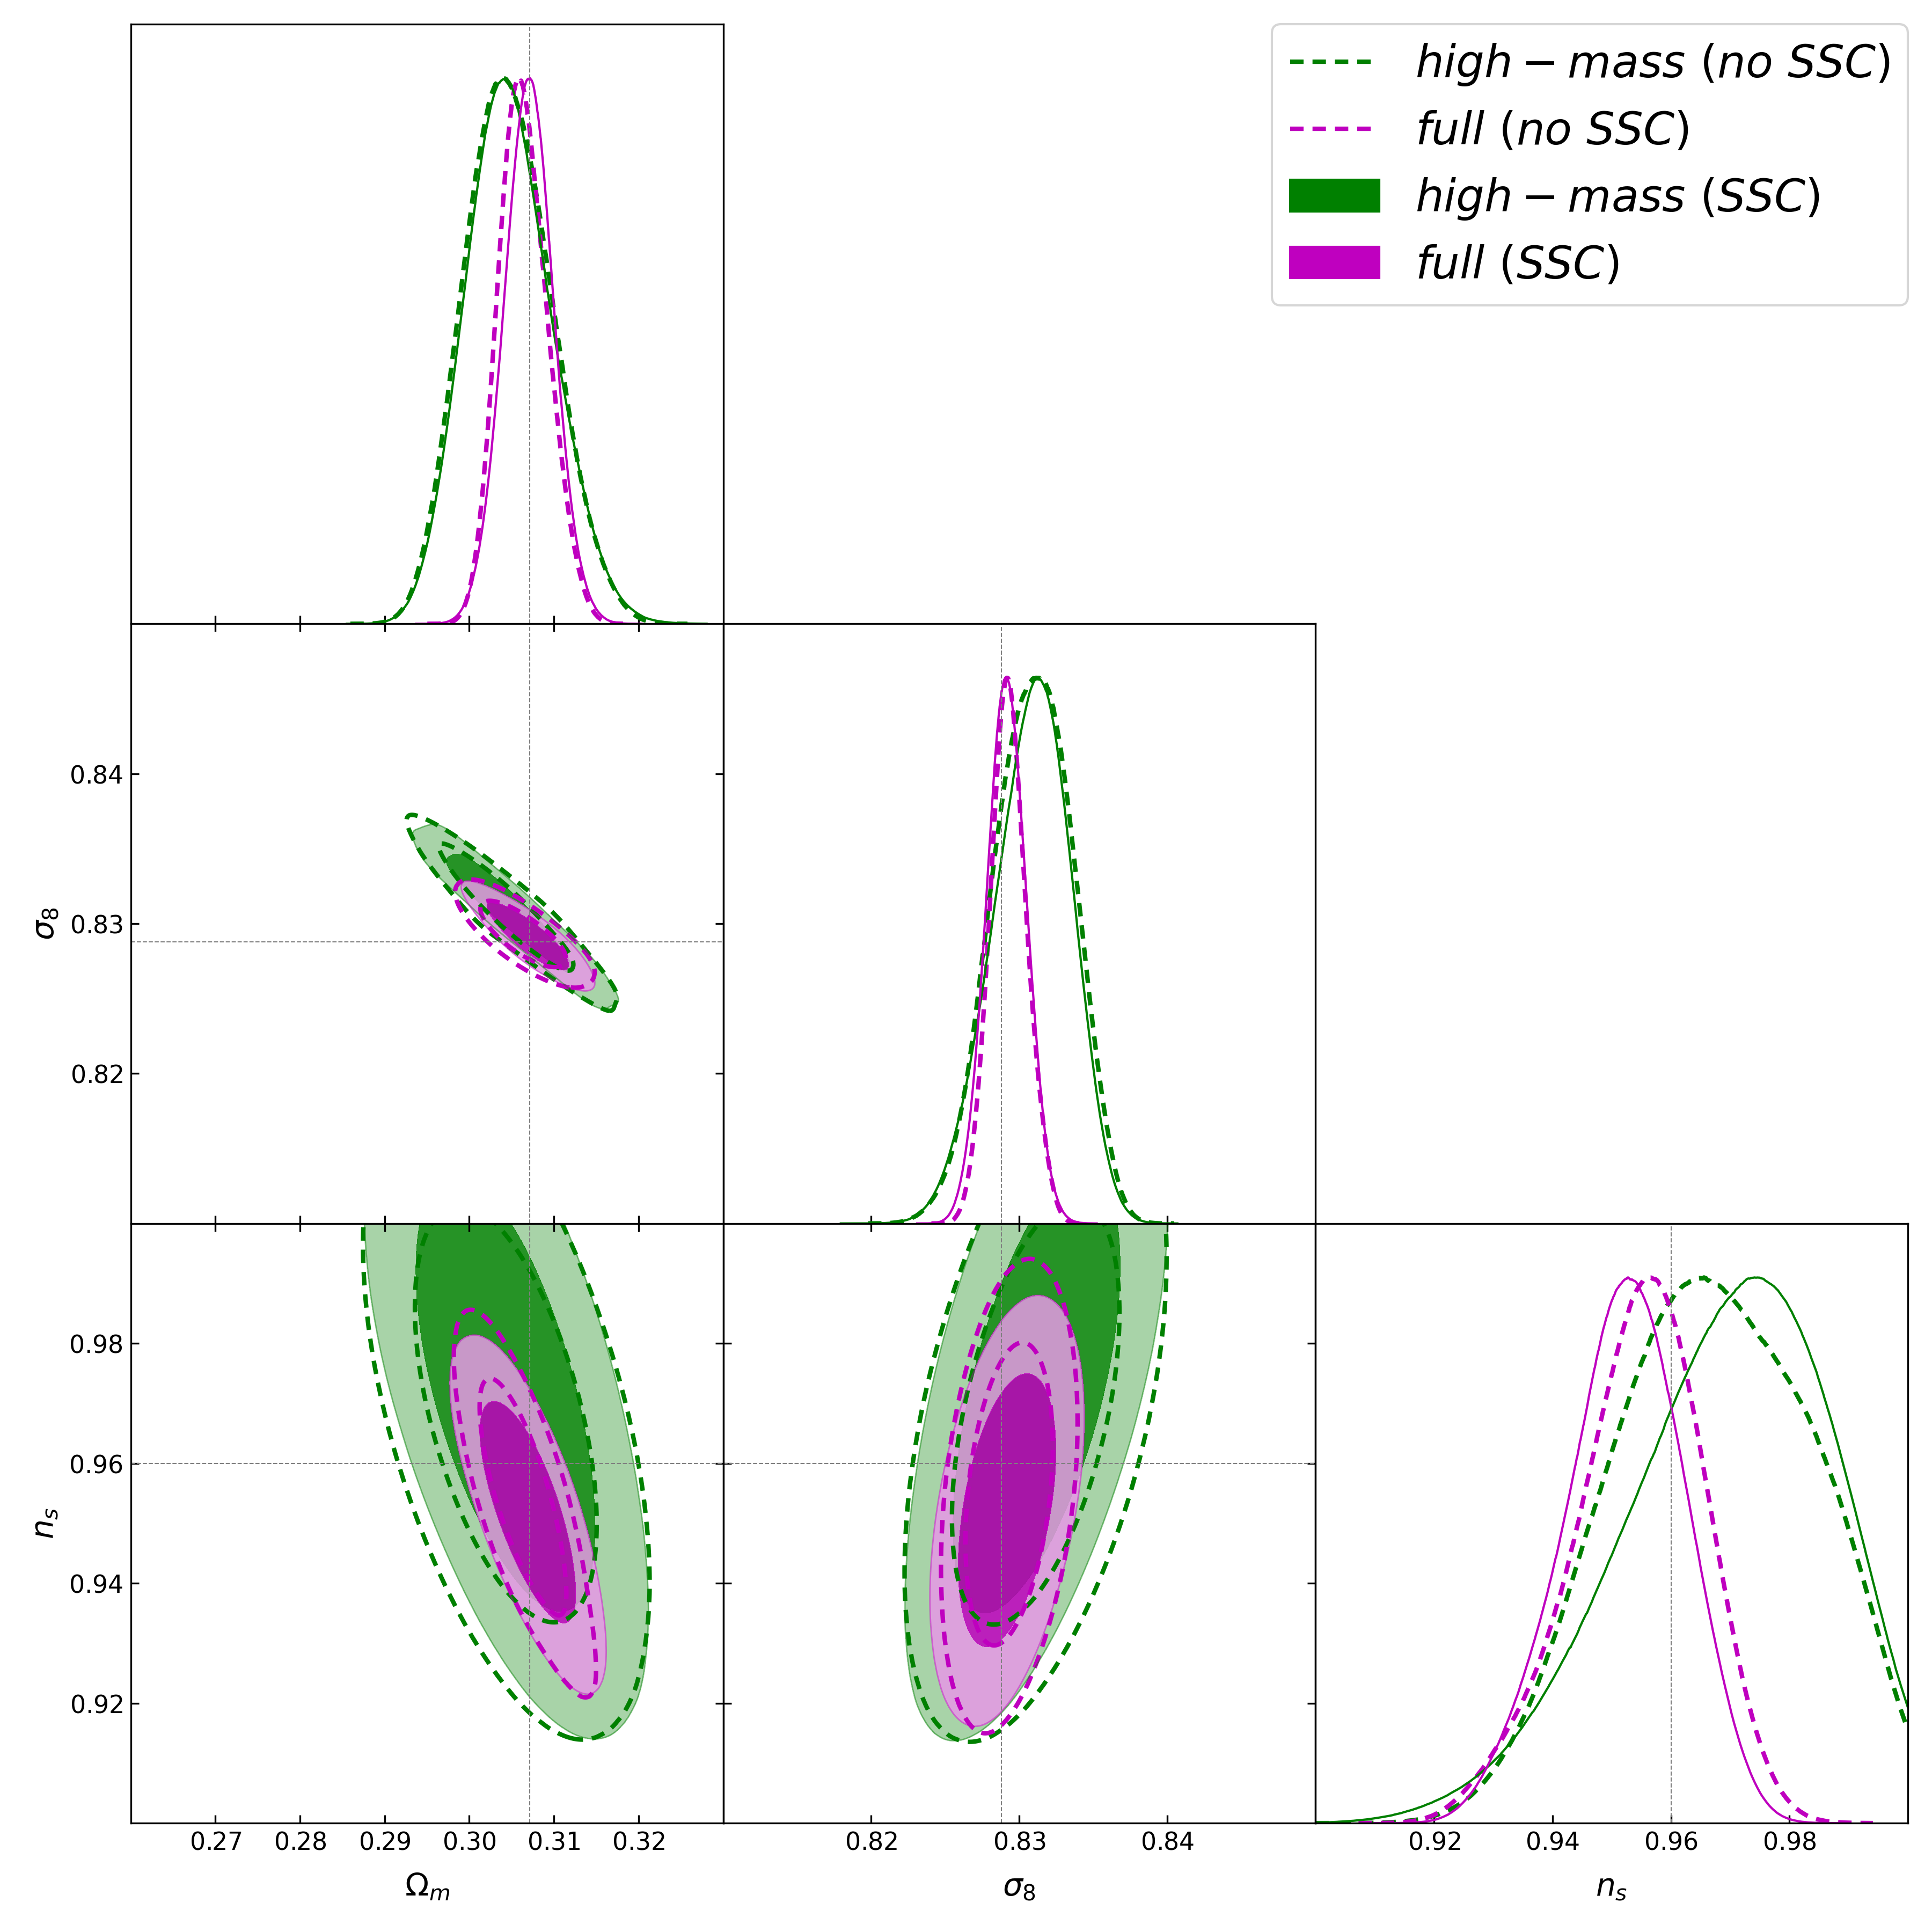 high − mass (no SSC)
full (no SSC)
high − mass (SSC)
full (SSC)
0.84
0.83
0.82
σ8
0.98
0.96
0.94
0.92
ns
0.27 0.28 0.29 0.30 0.31 0.32
0.82 0.83 0.84
0.92 0.94 0.96 0.98
Ωm
σ8
ns